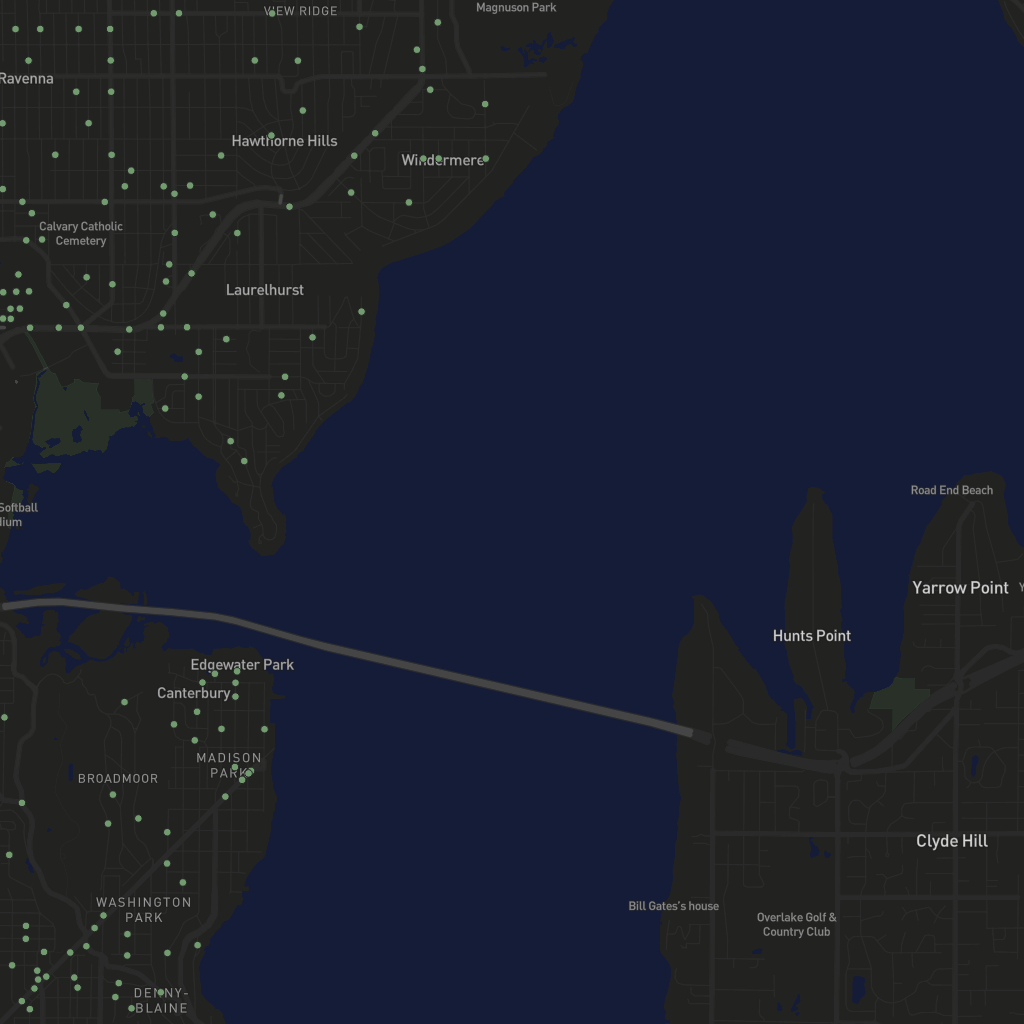 VIEW RIDGE
Magnuson Park
Ravenna
Hawthorne Hills
Windermere
Calvary Catholic
Cemetery
Laurelhurst
Softball
dium
Road End Beach
Yarrow Point
Y
Hunts Point
Edgewater Park
Canterbury
MADISON
PARK
BROADMOOR
Clyde Hill
WASHINGTON
PARK
Bill Gates's house
Overlake Golf &
Country Club
DENNY-
BLAINE